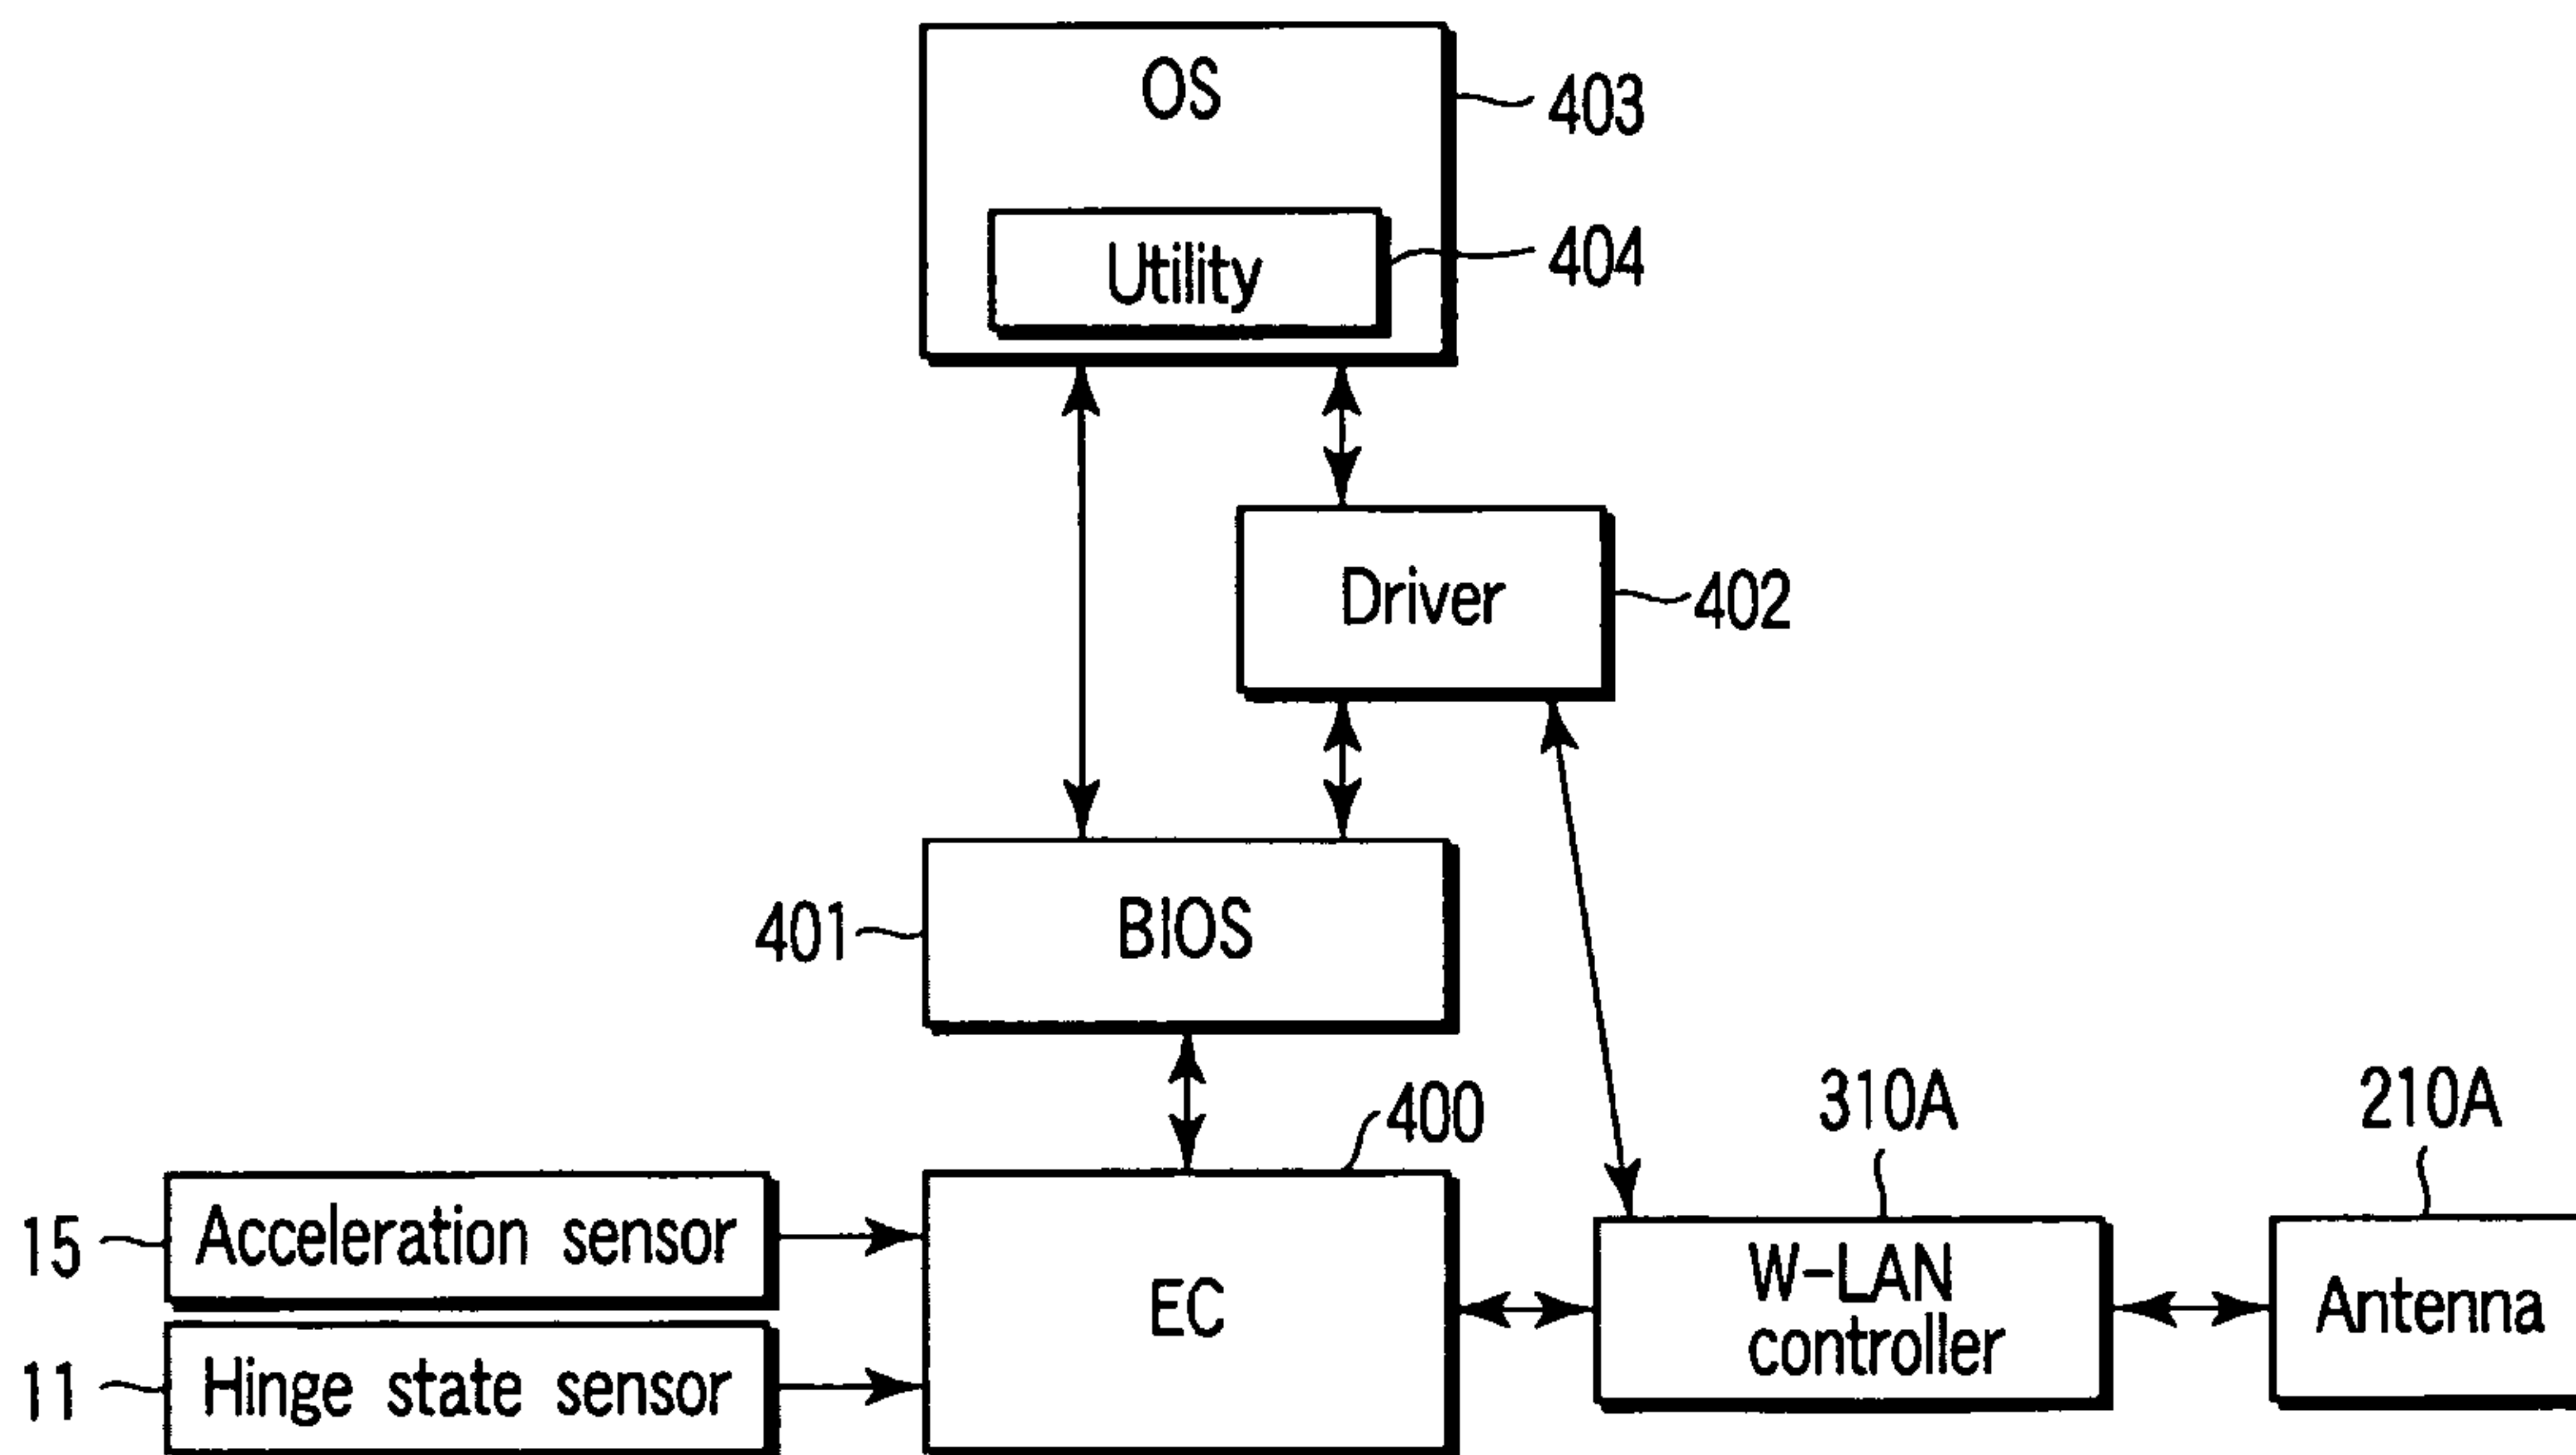 OS
403
Utility
404
Driver
402
401
BIOS
400
310A
210A
15
Acceleration sensor
EC
W-LAN
controller
Antenna
11
Hinge state sensor